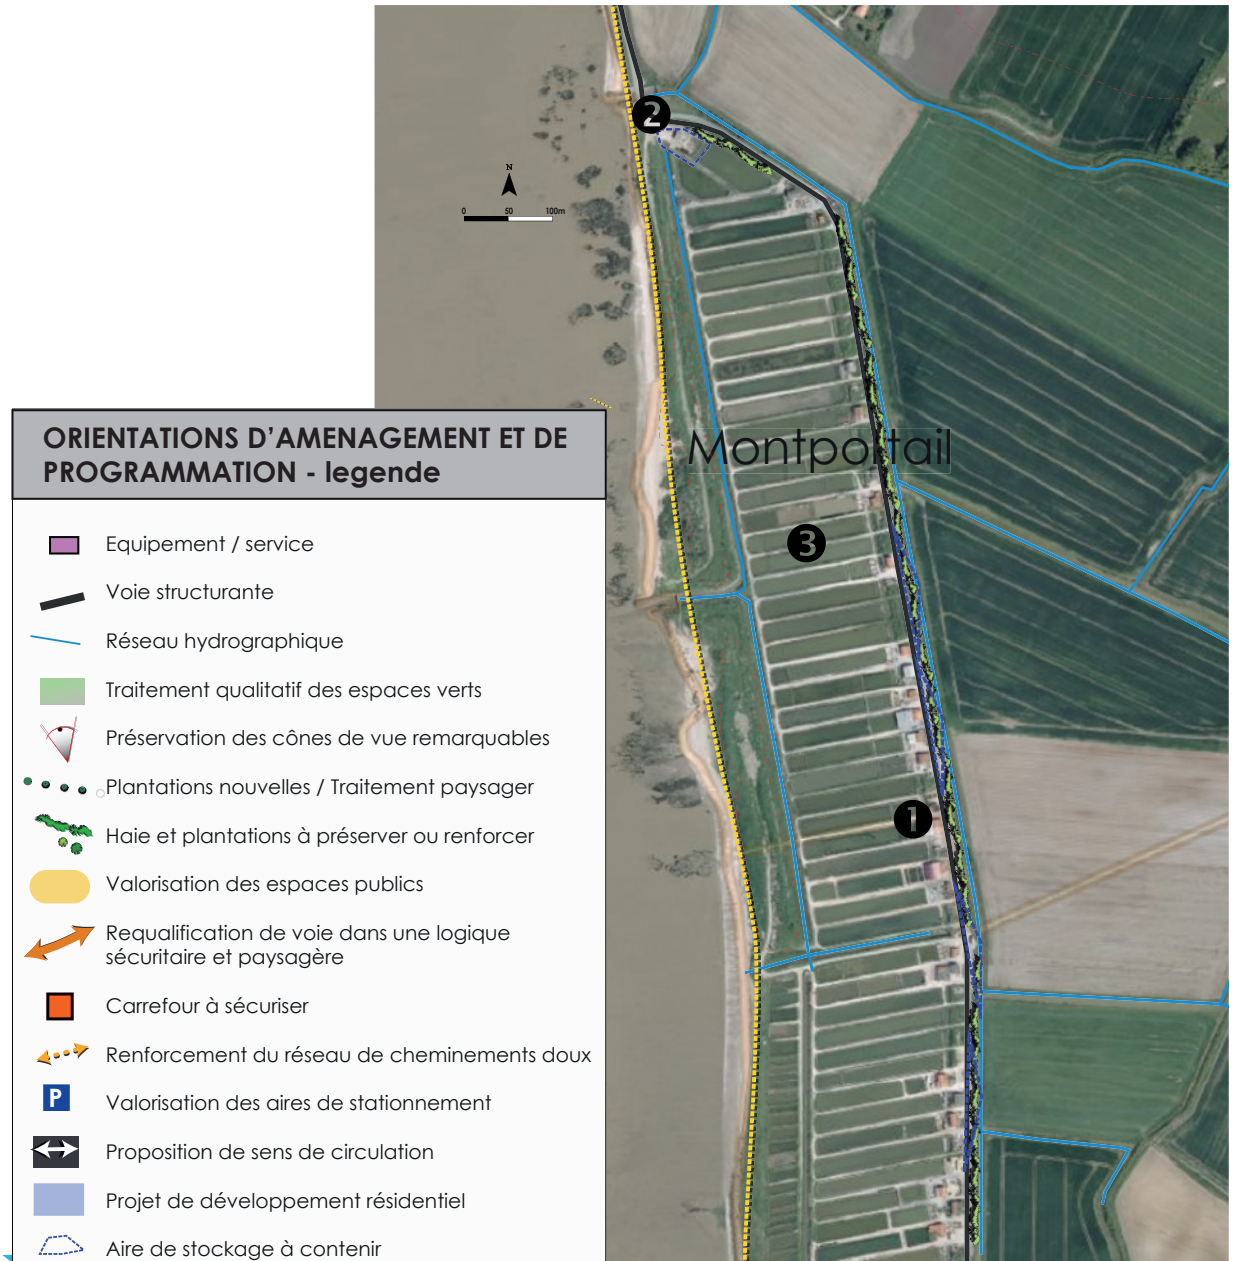 2
N
0 50 100m
Montportail
3
1
ORIENTATIONS D'AMENAGEMENT ET DE
PROGRAMMATION - legende
Equipement / service
Voie structurante
Réseau hydrographique
Traitement qualitatif des espaces verts
Préservation des cônes de vue remarquables
Plantations nouvelles / Traitement paysager
Haie et plantations à préserver ou renforcer
Valorisation des espaces publics
Requalification de voie dans une logique
sécuritaire et paysagère
Carrefour à sécuriser
Renforcement du réseau de cheminements doux
P
Valorisation des aires de stationnement
Proposition de sens de circulation
Projet de développement résidentiel
Aire de stockage à contenir